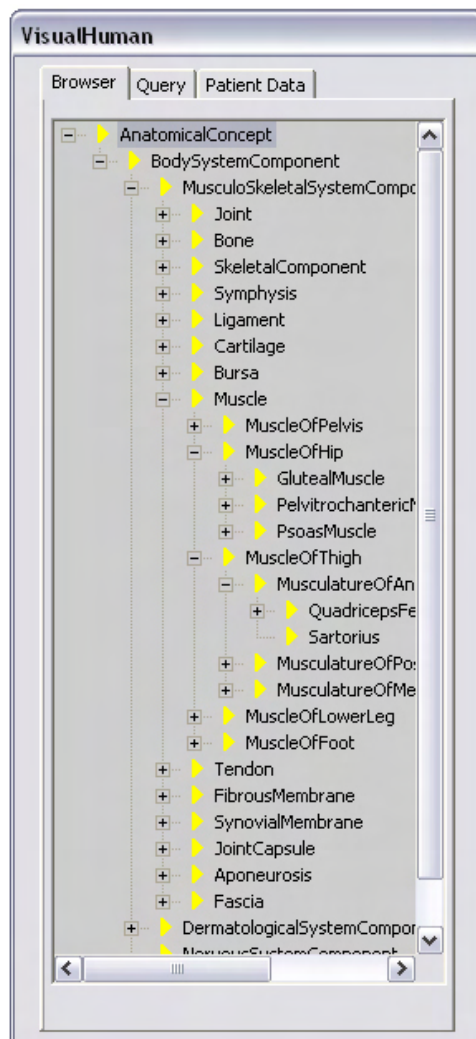 VisualHuman
Browser Query Patient Data
AnatomicalConcept
BodySystemComponent
MusculoSkeletalSystemCompo
Joint
Bone
SkeletalComponent
Symphysis
Ligament
Cartilage
Bursa
Muscle
MuscleOfPelvis
MuscleOfHip
GlutealMuscle
PelvitrochantericM
PsoasMuscle
MuscleOfThigh
MusculatureOfAn
QuadricepsFe
Sartorius
MusculatureOfPos
MusculatureOfMe
MuscleOfLowerLeg
MuscleOfFoot
Tendon
FibrousMembrane
SynovialMembrane
JointCapsule
Aponeurosis
Fascia
DermatologicalSystemCompor
NervousSystemComponent